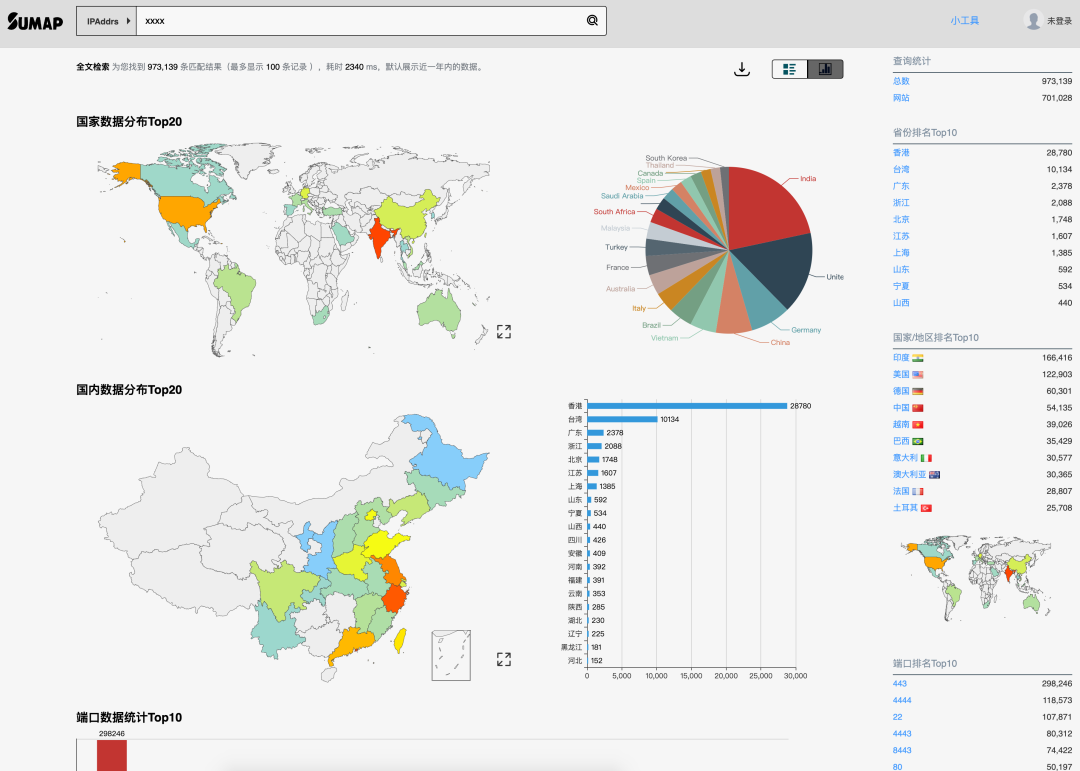 SUMAP
IPAddrs
xxxx
小工具
未登录
全文检索 为您找到 973,139 条匹配结果（最多显示 100 条记录 ），耗时 2340 ms，默认展示近一年内的数据。
国家数据分布Top20
South Korea
Thailand
Canada
Spain
Mexico
Saudi Arabia
South Africa
Malaysia
Turkey
France
Australia
Italy
Brazil
Vietnam
China
Germany
Unite
India
国内数据分布Top20
香港 28780
台湾 10134
广东 2378
浙江 2088
北京 1748
江苏 1607
上海 1385
山东 592
宁夏 534
山西 440
四川 426
安徽 409
河南 392
福建 391
云南 353
陕西 285
湖北 230
辽宁 225
黑龙江 181
河北 152
0 5,000 10,000 15,000 20,000 25,000 30,000
端口数据统计Top10
298246
查询统计
总数 973,139
网站 701,028
省份排名Top10
香港 28,780
台湾 10,134
广东 2,378
浙江 2,088
北京 1,748
江苏 1,607
上海 1,385
山东 592
宁夏 534
山西 440
国家/地区排名Top10
印度 166,416
美国 122,903
德国 60,301
中国 54,135
越南 39,026
巴西 35,429
意大利 30,577
澳大利亚 30,365
法国 28,807
土耳其 25,708
端口排名Top10
443 298,246
4444 118,573
22 107,871
4443 80,312
8443 74,422
80 50,197